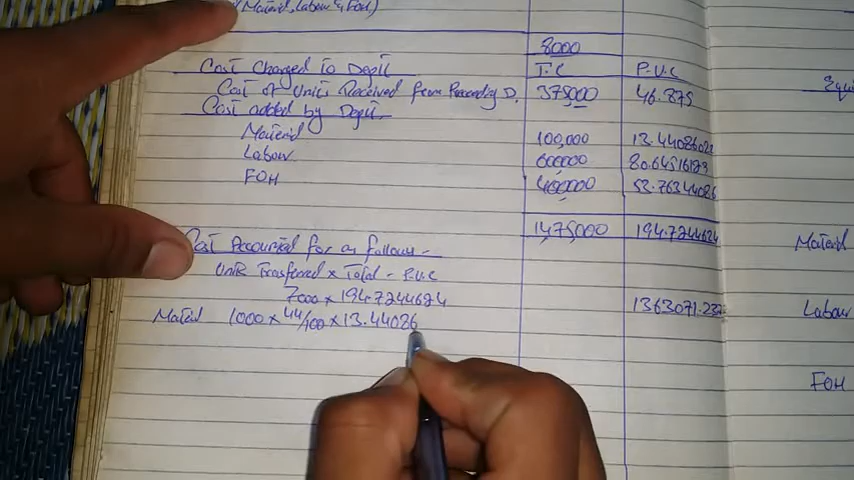 (Material, Labour & FOH)
8000
Cost Charged to Deptt T.C P.U.C
Cost of Units Received from Preceding D. 375000 46.875
Cost added by Deptt
Material 100,000 13.44086022
Labour 600000 80.64516129
FOH 400000 53.76344086
1475000 194.7244624
Cost Accounted for as follows -
Units Transferred x Total - P.U.C
7000 x 194.7244624 1363071.237
Material 1000 x 44/100 x 13.44086
Equi
Material
Labour
FOH